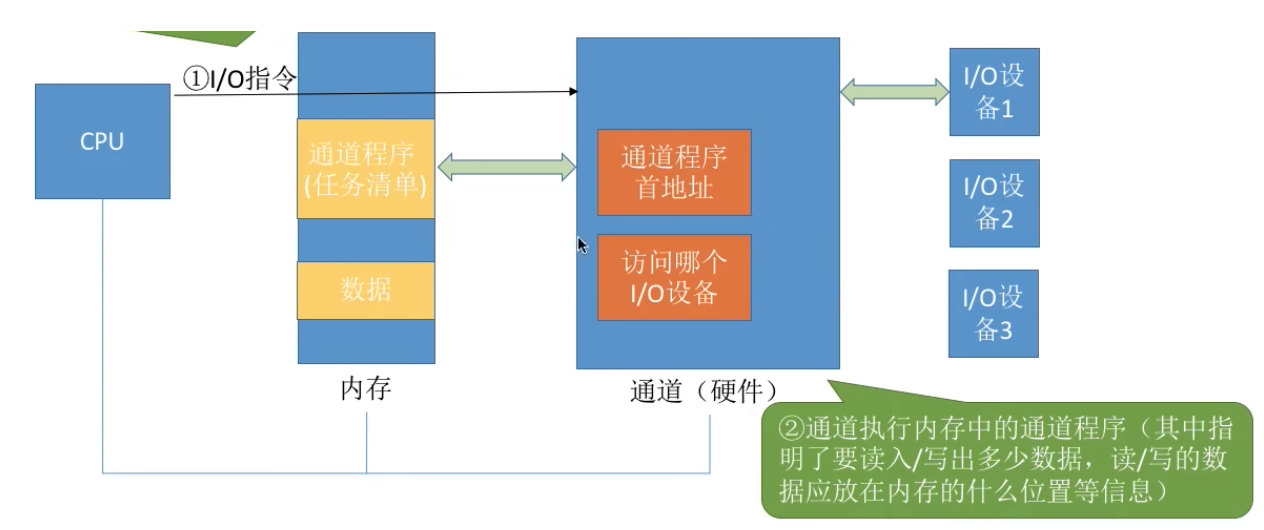 ①I/O指令
CPU
通道程序
(任务清单)
数据
内存
通道程序
首地址
访问哪个
I/O设备
通道（硬件）
I/O设
备1
I/O设
备2
I/O设
备3
②通道执行内存中的通道程序（其中指
明了要读入/写出多少数据，读/写的数
据应放在内存的什么位置等信息）